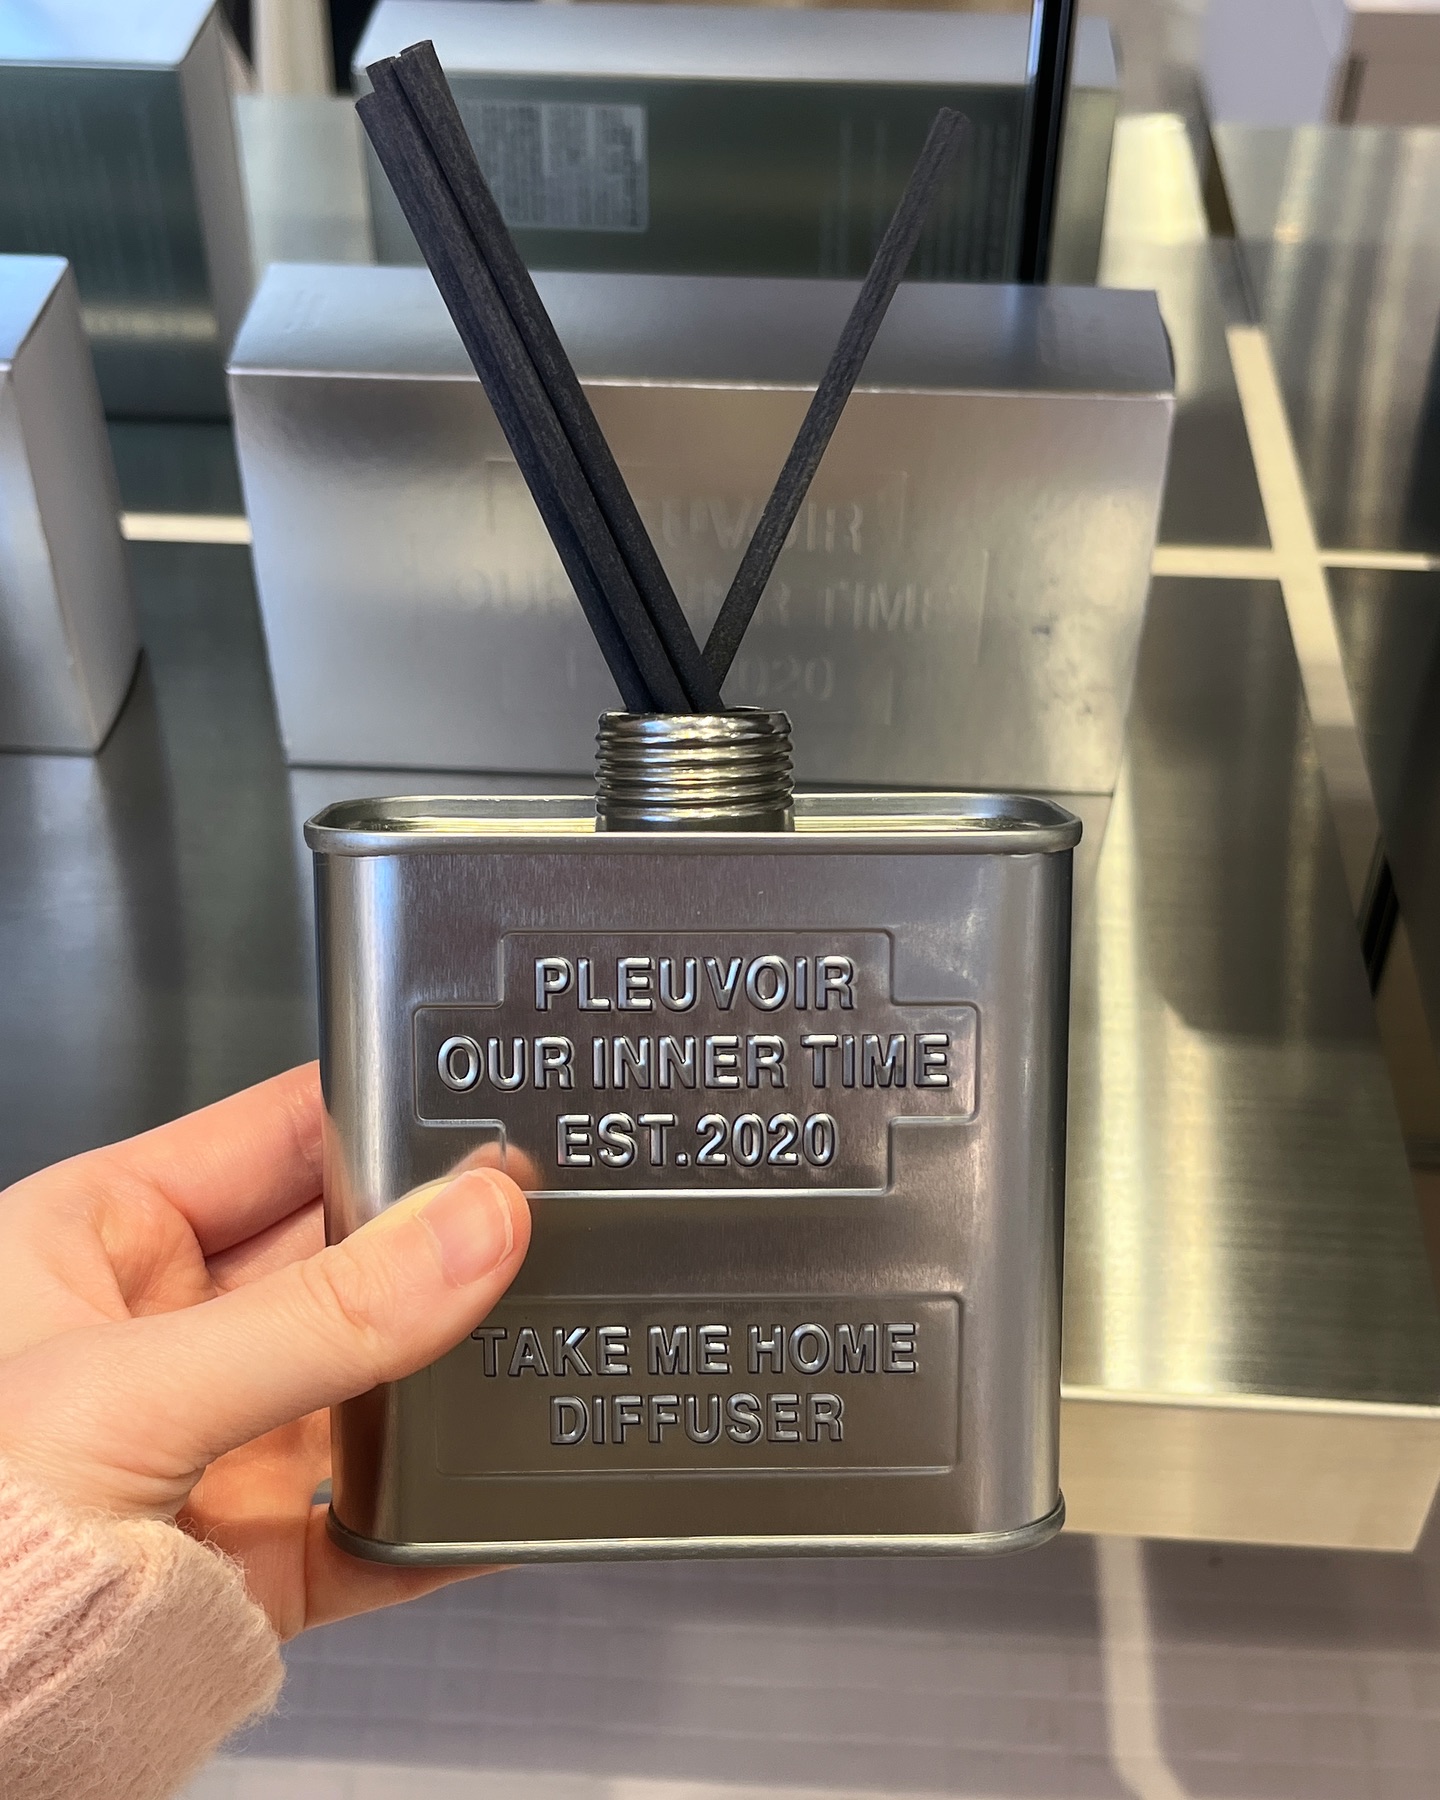 PLEUVOIR
OUR INNER TIME
EST.2020
TAKE ME HOME
DIFFUSER